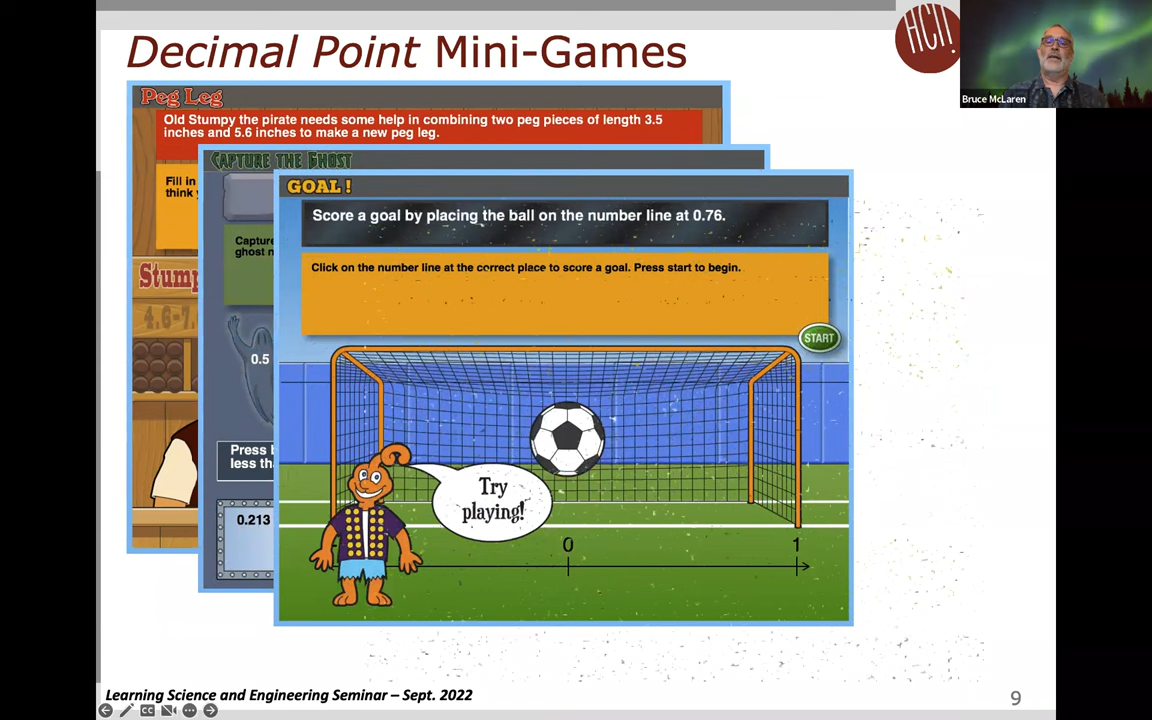 Decimal Point Mini-Games
HCII
Bruce McLaren
Peg Leg
Old Stumpy the pirate needs some help in combining two peg pieces of length 3.5
inches and 5.6 inches to make a new peg leg.
Fill in
think
Stump
4.6-7.
CAPTURE THE GHOST
Capture
ghost
0.5
Press
less
0.213
GOAL!
Score a goal by placing the ball on the number line at 0.76.
Click on the number line at the correct place to score a goal. Press start to begin.
START
Try
playing!
0 1
Learning Science and Engineering Seminar – Sept. 2022
9
CC